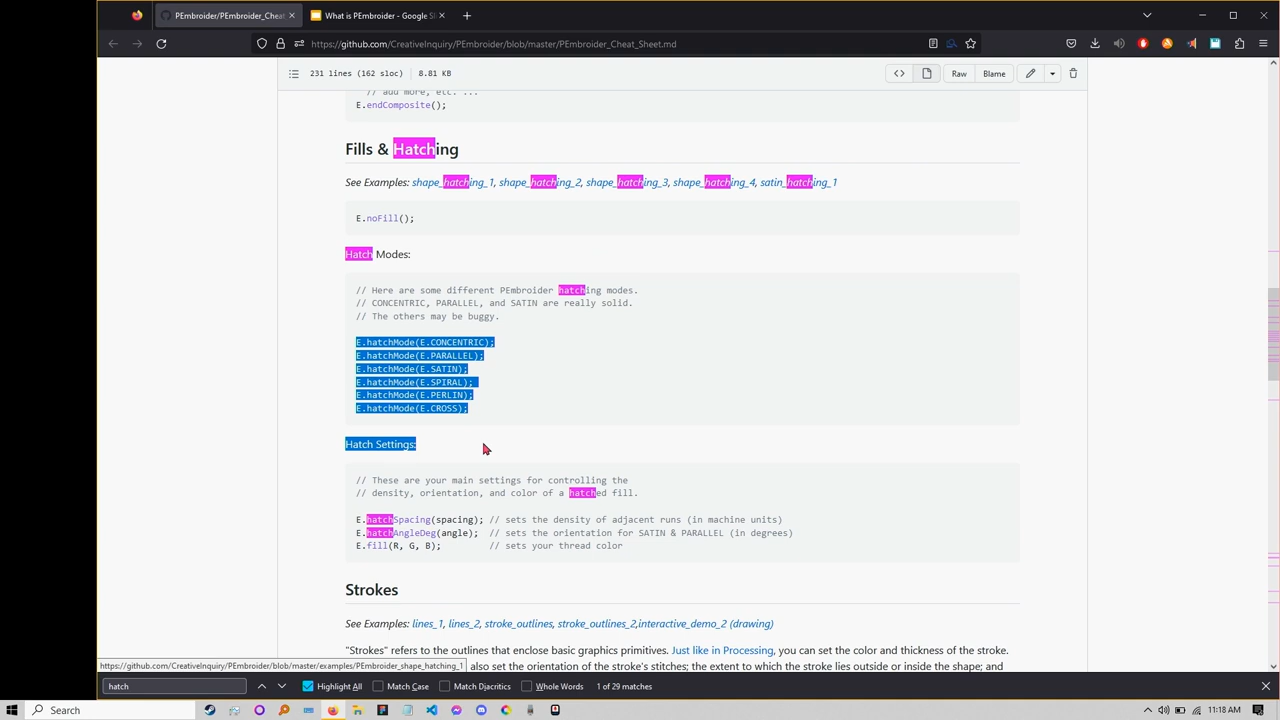 PEmbroider/PEmbroider_Cheat
What is PEmbroider - Google Sl
https://github.com/CreativeInquiry/PEmbroider/blob/master/PEmbroider_Cheat_Sheet.md
231 lines (162 sloc) 8.81 KB
Raw
Blame
// add more, etc. ...
E.endComposite();
Fills & Hatching
See Examples: shape_hatching_1, shape_hatching_2, shape_hatching_3, shape_hatching_4, satin_hatching_1
E.noFill();
Hatch Modes:
// Here are some different PEmbroider hatching modes.
// CONCENTRIC, PARALLEL, and SATIN are really solid.
// The others may be buggy.
E.hatchMode(E.CONCENTRIC);
E.hatchMode(E.PARALLEL);
E.hatchMode(E.SATIN);
E.hatchMode(E.SPIRAL);
E.hatchMode(E.PERLIN);
E.hatchMode(E.CROSS);
Hatch Settings:
// These are your main settings for controlling the
// density, orientation, and color of a hatched fill.
E.hatchSpacing(spacing); // sets the density of adjacent runs (in machine units)
E.hatchAngleDeg(angle); // sets the orientation for SATIN & PARALLEL (in degrees)
E.fill(R, G, B); // sets your thread color
Strokes
See Examples: lines_1, lines_2, stroke_outlines, stroke_outlines_2,interactive_demo_2 (drawing)
"Strokes" refers to the outlines that enclose basic graphics primitives. Just like in Processing, you can set the color and thickness of the stroke.
also set the orientation of the stroke's stitches; the extent to which the stroke lies outside or inside the shape; and
https://github.com/CreativeInquiry/PEmbroider/blob/master/examples/PEmbroider_shape_hatching_1
hatch
Highlight All
Match Case
Match Diacritics
Whole Words
1 of 29 matches
Search
11:18 AM